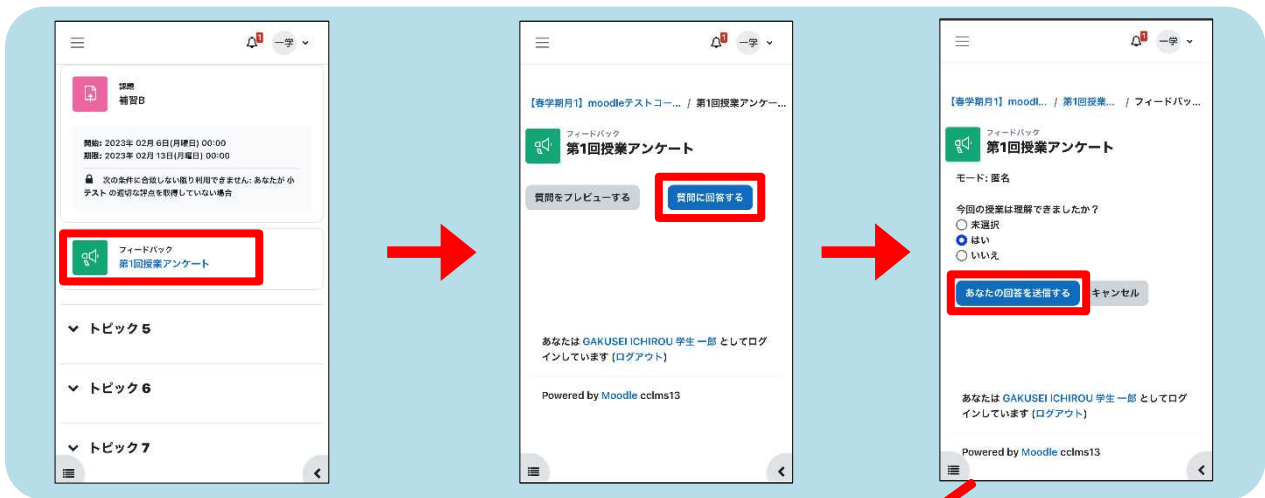 1
一学
課題
補習B
開始: 2023年 02月 6日(月曜日) 00:00
期限: 2023年 02月 13日(月曜日) 00:00
次の条件に合致しない限り利用できません: あなたが 小
テスト の適切な評点を取得していない場合
フィードバック
第1回授業アンケート
トピック 5
トピック 6
トピック 7
1
一学
【春学期月1】moodleテストコー... / 第1回授業アンケー...
フィードバック
第1回授業アンケート
質問をプレビューする
質問に回答する
あなたは GAKUSEI ICHIROU 学生 一郎 としてログ
インしています (ログアウト)
Powered by Moodle cclms13
1
一学
【春学期月1】moodl... / 第1回授業... / フィードバッ...
フィードバック
第1回授業アンケート
モード: 匿名
今回の授業は理解できましたか？
未選択
はい
いいえ
あなたの回答を送信する
キャンセル
あなたは GAKUSEI ICHIROU 学生 一郎 としてログ
インしています (ログアウト)
Powered by Moodle cclms13